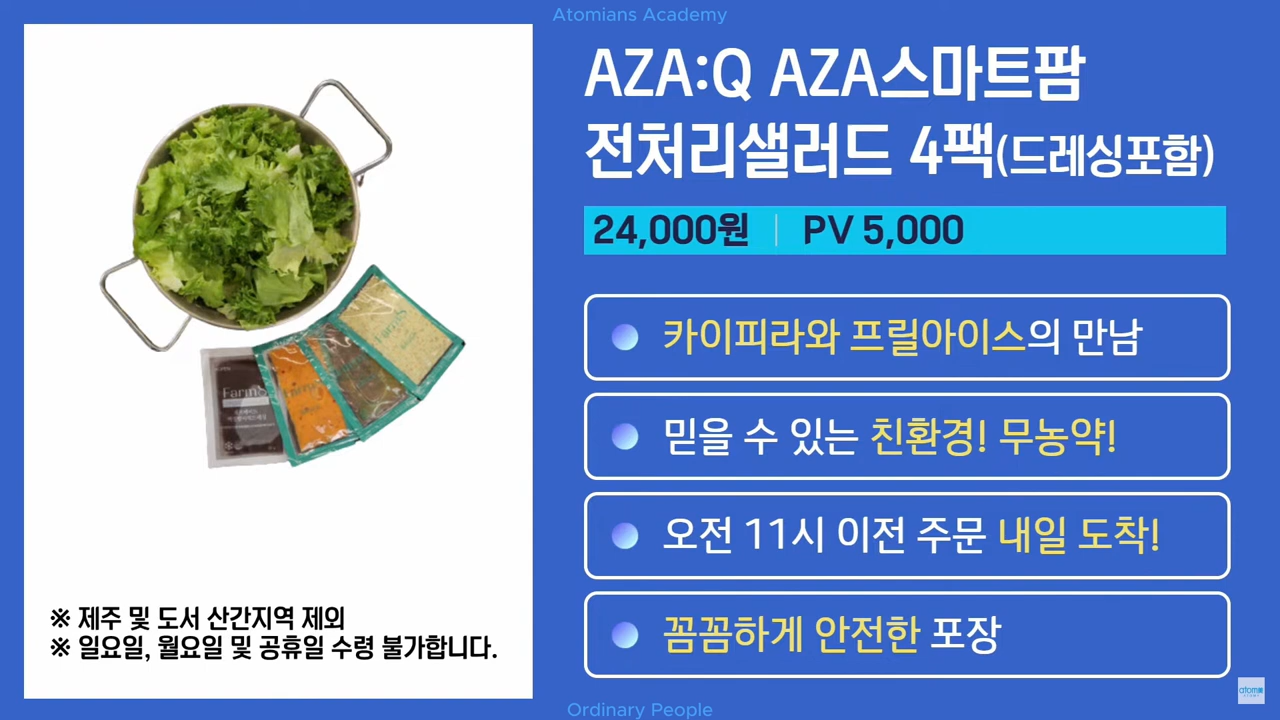 Atomians Academy
AZA:Q AZA스마트팜
전처리샐러드 4팩(드레싱포함)
24,000원 | PV 5,000
카이피라와 프릴아이스의 만남
믿을 수 있는 친환경! 무농약!
오전 11시 이전 주문 내일 도착!
꼼꼼하게 안전한 포장
Farm
※ 제주 및 도서 산간지역 제외
※ 일요일, 월요일 및 공휴일 수령 불가합니다.
atom
Ordinary People